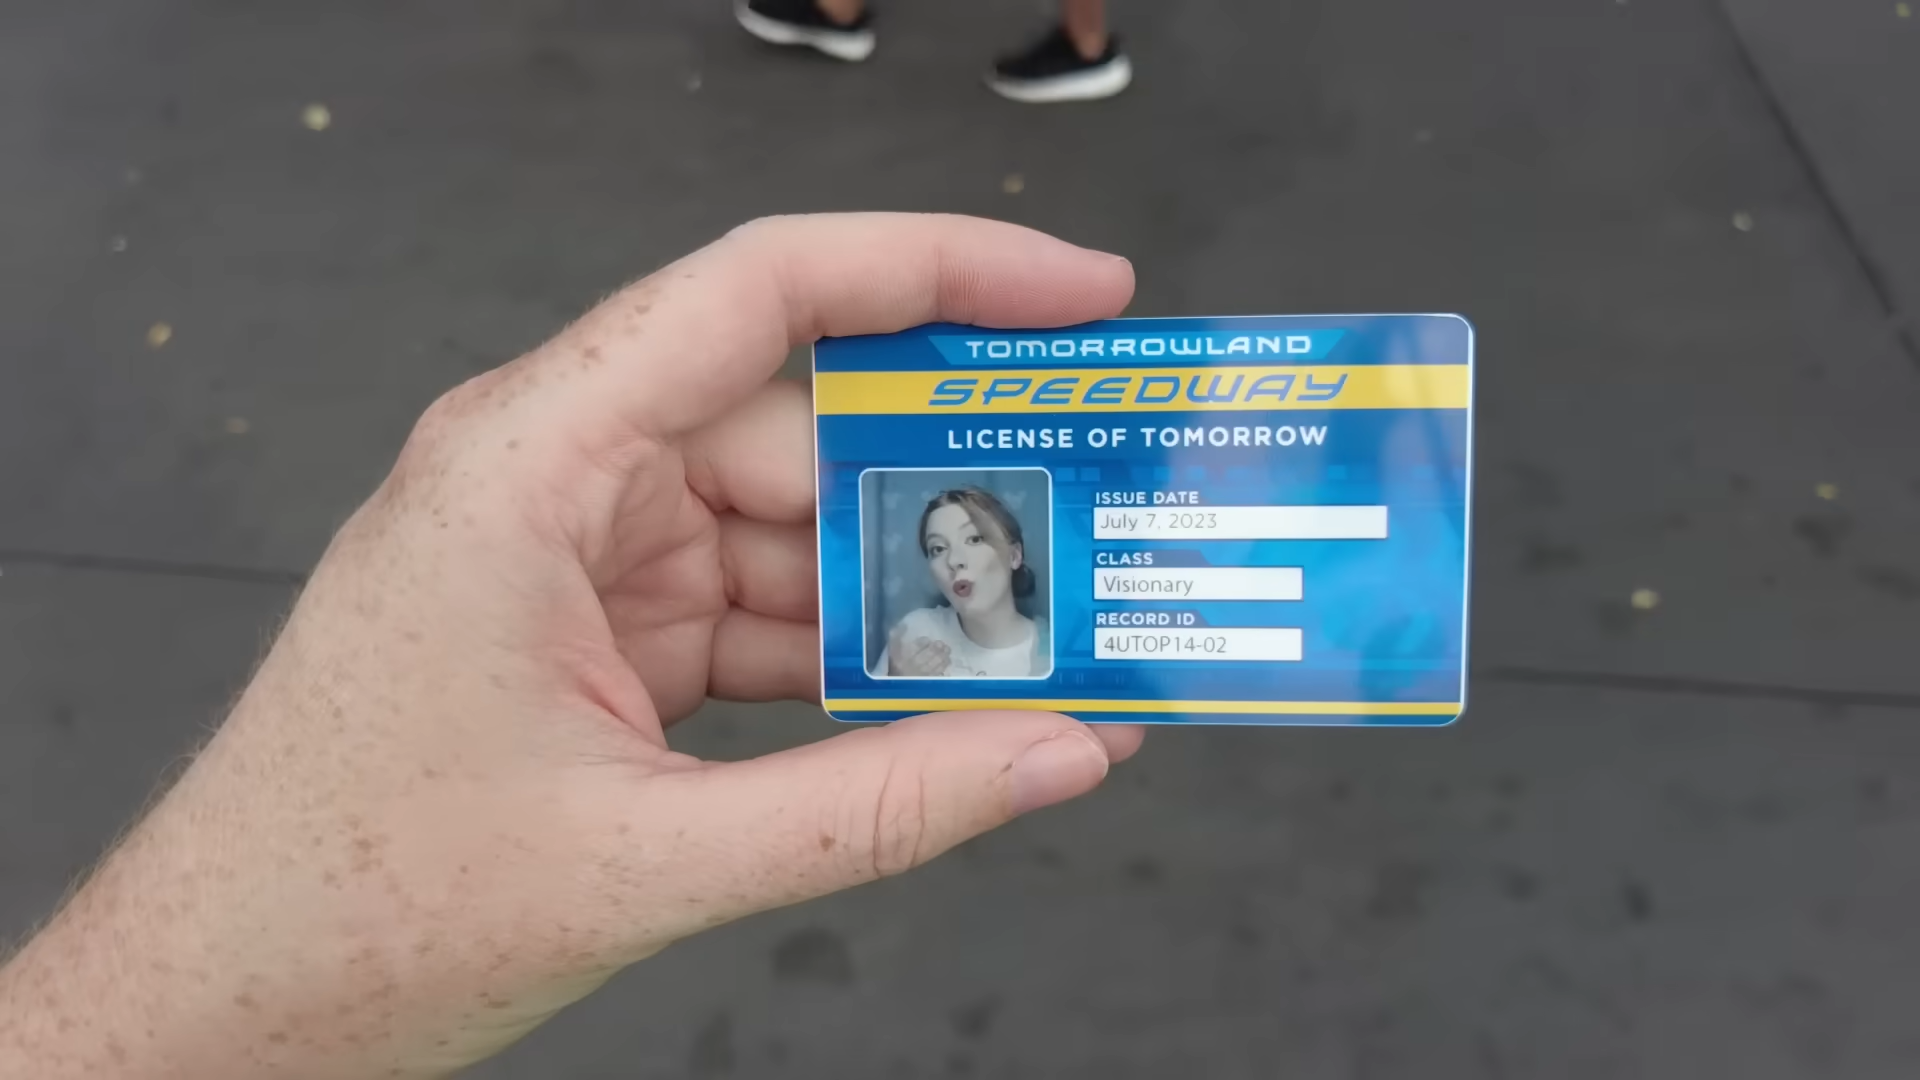 TOMORROWLAND
SPEEDWAY
LICENSE OF TOMORROW
ISSUE DATE
July 7, 2023
CLASS
Visionary
RECORD ID
4UTOP14-02